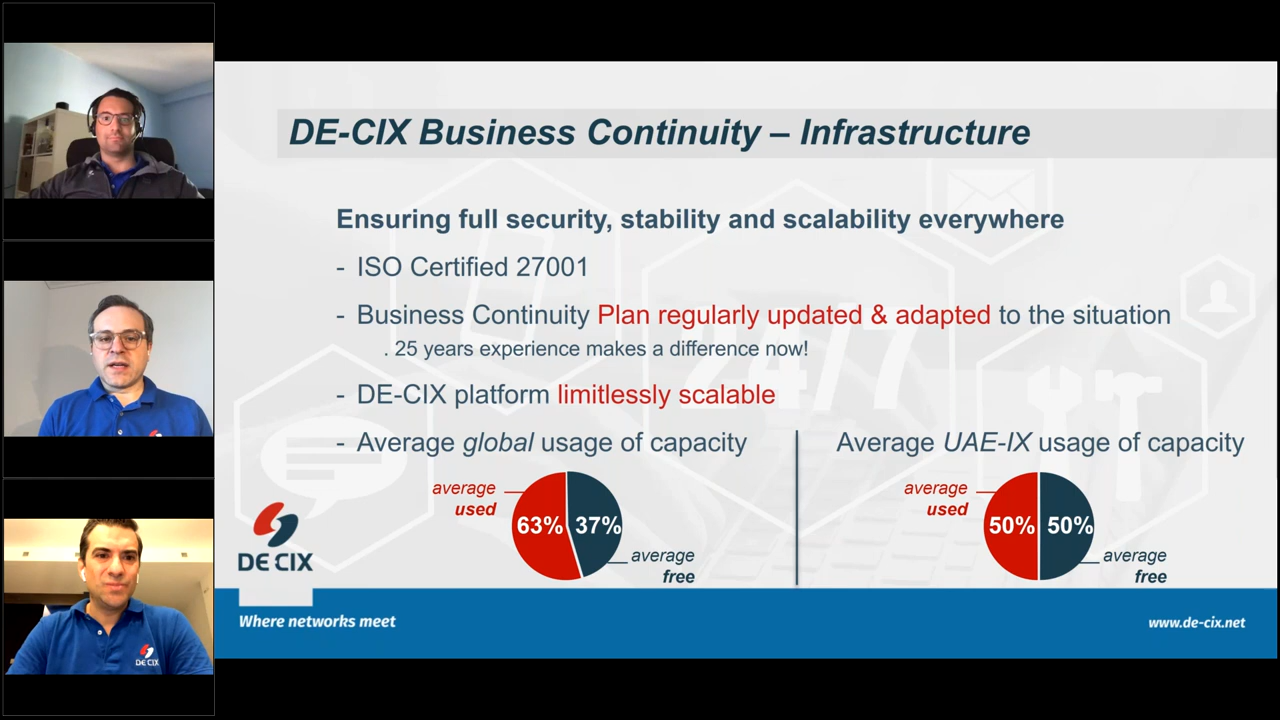 DE-CIX Business Continuity – Infrastructure
Ensuring full security, stability and scalability everywhere
- ISO Certified 27001
- Business Continuity Plan regularly updated & adapted to the situation
. 25 years experience makes a difference now!
- DE-CIX platform limitlessly scalable
- Average global usage of capacity
average
used
63%
37%
average
free
Average UAE-IX usage of capacity
average
used
50%
50%
average
free
24/7
DE CIX
Where networks meet
www.de-cix.net
DE CIX